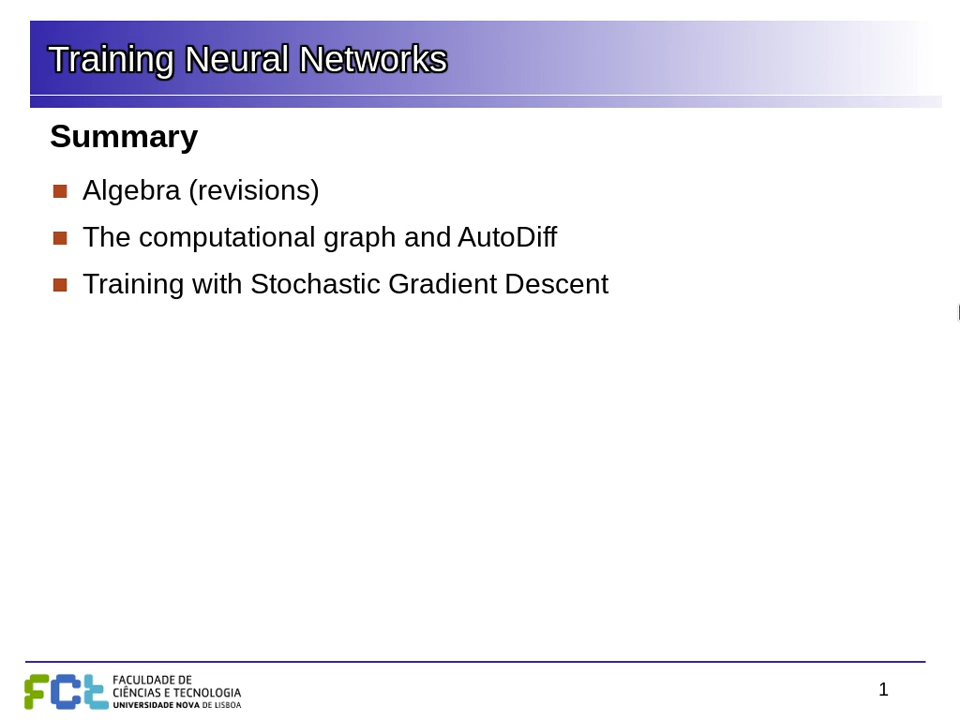 Training Neural Networks
Summary
Algebra (revisions)
The computational graph and AutoDiff
Training with Stochastic Gradient Descent
FCt
FACULDADE DE
CIÊNCIAS E TECNOLOGIA
UNIVERSIDADE NOVA DE LISBOA
1